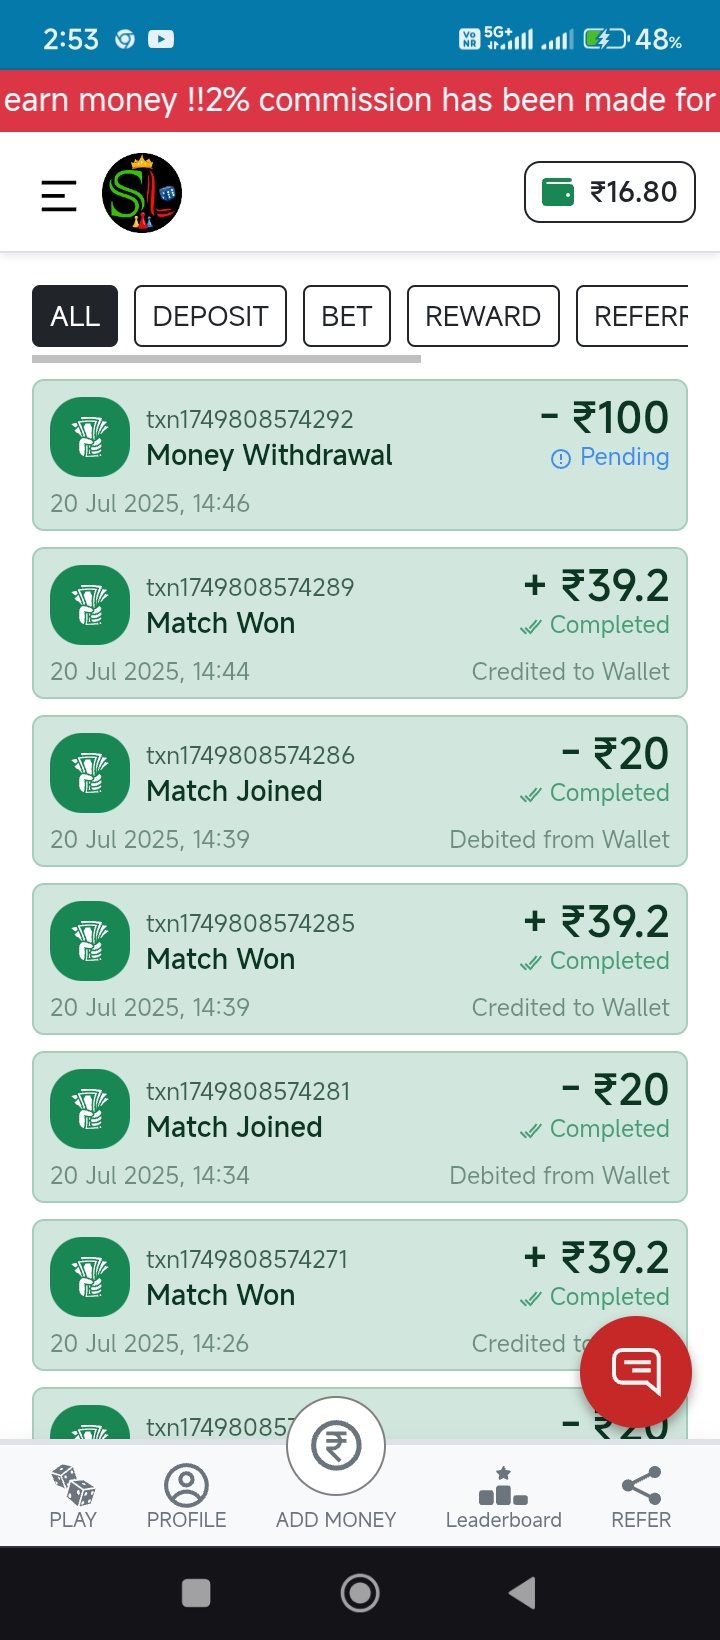 2:53
Vo NR 5G+ 48%
earn money !!2% commission has been made for
SL
₹16.80
ALL DEPOSIT BET REWARD REFERR
txn1749808574292
- ₹100
Money Withdrawal
Pending
20 Jul 2025, 14:46
txn1749808574289
+ ₹39.2
Match Won
Completed
20 Jul 2025, 14:44
Credited to Wallet
txn1749808574286
- ₹20
Match Joined
Completed
20 Jul 2025, 14:39
Debited from Wallet
txn1749808574285
+ ₹39.2
Match Won
Completed
20 Jul 2025, 14:39
Credited to Wallet
txn1749808574281
- ₹20
Match Joined
Completed
20 Jul 2025, 14:34
Debited from Wallet
txn1749808574271
+ ₹39.2
Match Won
Completed
20 Jul 2025, 14:26
Credited to
txn174980857
- ₹20
₹
PLAY PROFILE ADD MONEY Leaderboard REFER